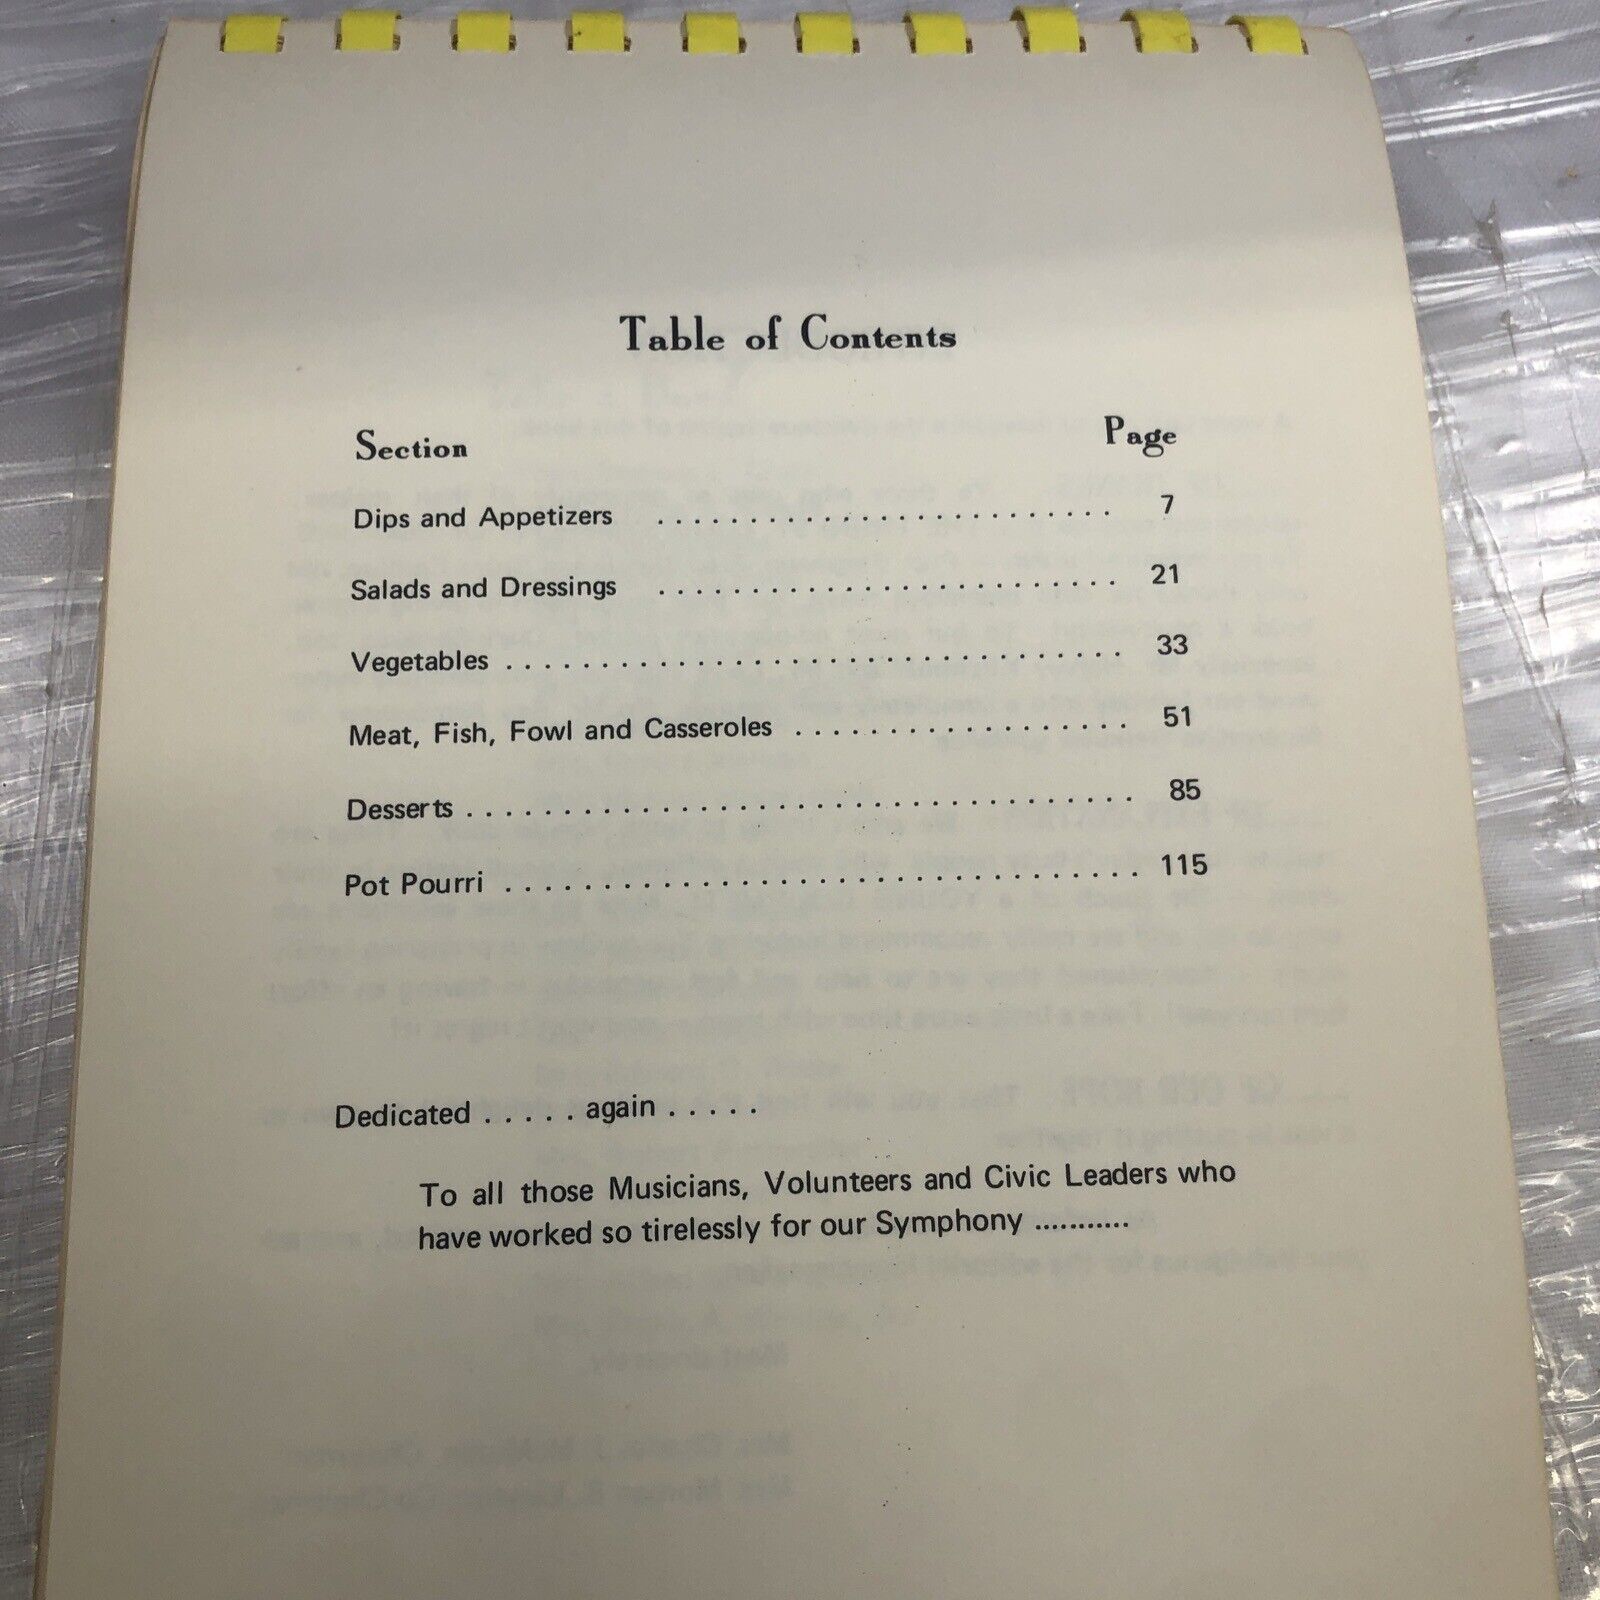 Table of Contents
Section Page
Dips and Appetizers . . . . . . . . . . . . . . . . . . . . . . . . . 7
Salads and Dressings . . . . . . . . . . . . . . . . . . . . . . . . . 21
Vegetables . . . . . . . . . . . . . . . . . . . . . . . . . . . . . . . . . 33
Meat, Fish, Fowl and Casseroles . . . . . . . . . . . . . . . . . . 51
Desserts . . . . . . . . . . . . . . . . . . . . . . . . . . . . . . . . . . . . 85
Pot Pourri . . . . . . . . . . . . . . . . . . . . . . . . . . . . . . . . . . 115
Dedicated . . . . . again . . . . .
To all those Musicians, Volunteers and Civic Leaders who
have worked so tirelessly for our Symphony ...........